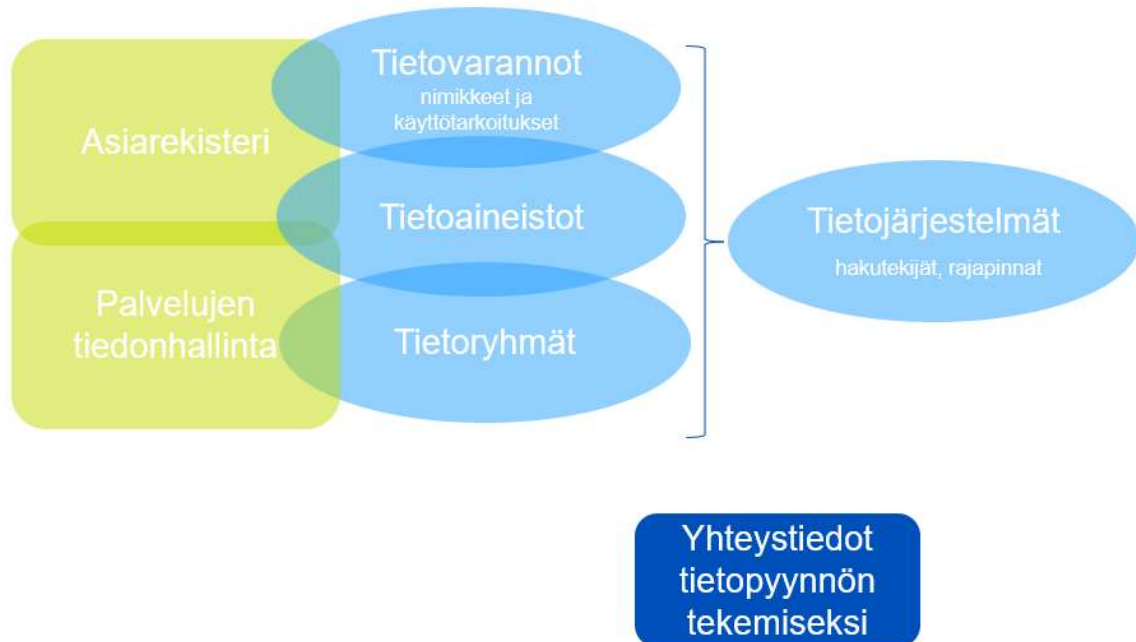 Asiarekisteri
Palvelujen
tiedonhallinta
Tietovarannot
nimikkeet ja
käyttötarkoitukset
Tietoaineistot
Tietoryhmät
Tietojärjestelmät
hakutekijät, rajapinnat
Yhteystiedot
tietopyynnön
tekemiseksi